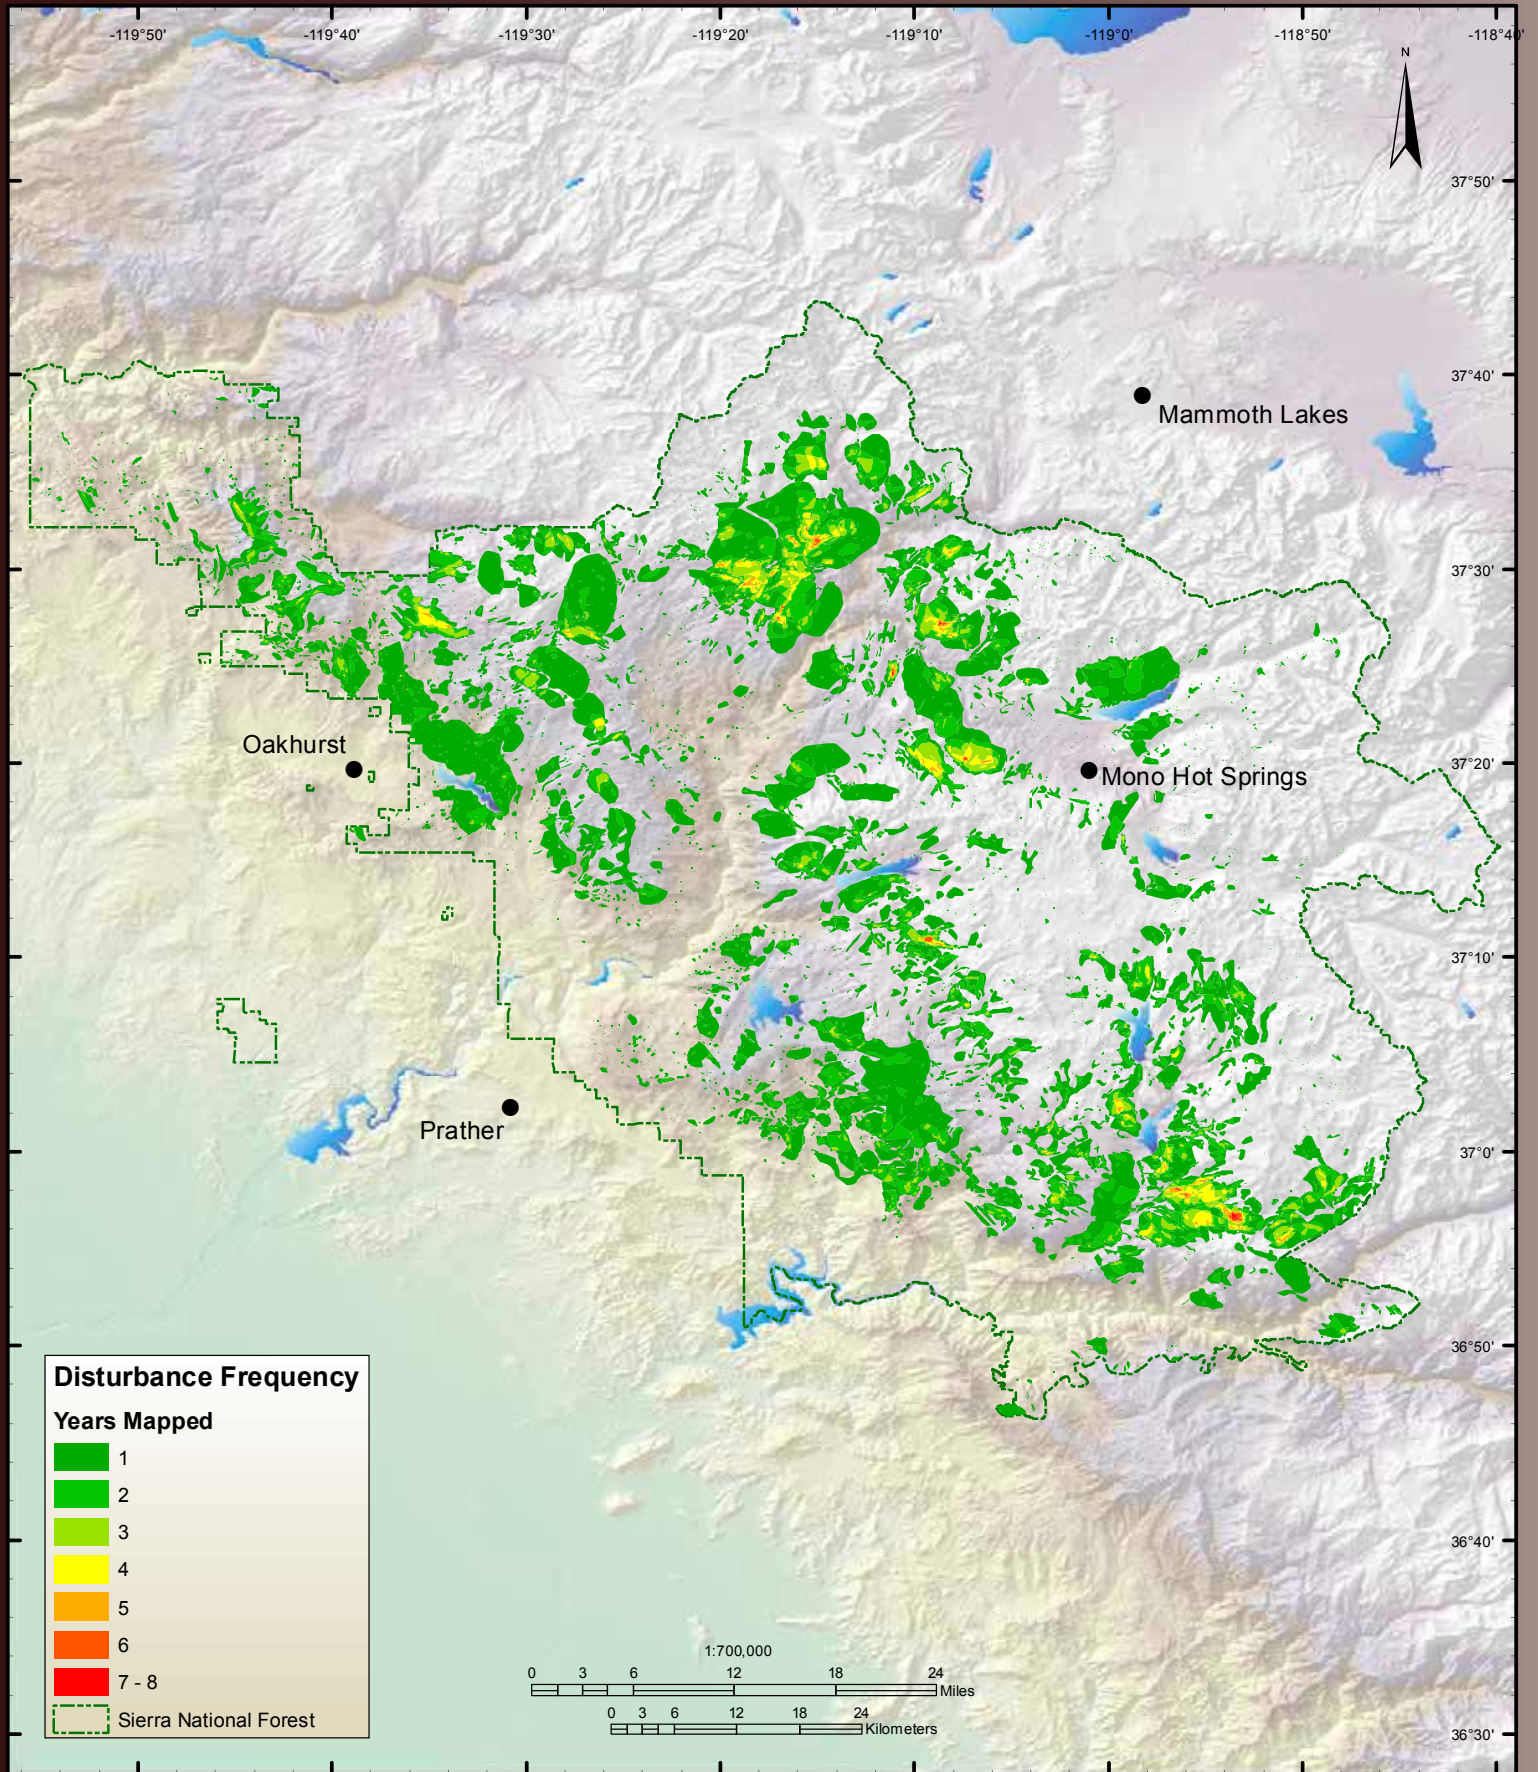 -119°50' -119°40' -119°30' -119°20' -119°10' -119°0' -118°50' -118°40'
N
37°50'
37°40'
Mammoth Lakes
37°30'
Oakhurst
37°20'
Mono Hot Springs
37°10'
Prather
37°0'
36°50'
Disturbance Frequency
Years Mapped
1
2
3
4
5
6
7 - 8
Sierra National Forest
36°40'
1:700,000
0 3 6 12 18 24
Miles
0 3 6 12 18 24
Kilometers
36°30'